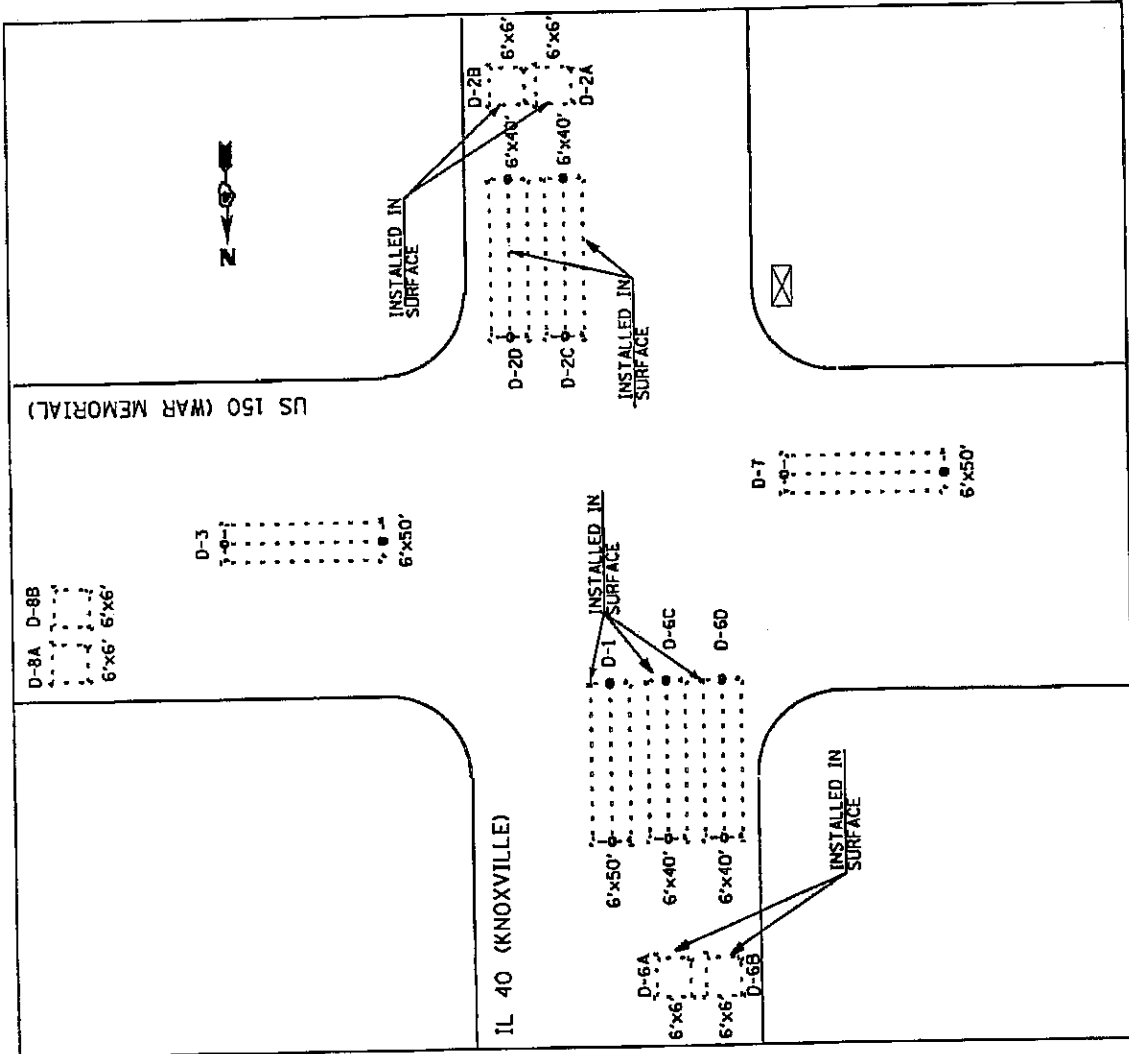 D-2B
6'x6'
6'x6'
D-2A
INSTALLED IN
SURFACE
6'x40'
6'x40'
D-2D
D-2C
INSTALLED IN
SURFACE
N
US 150 (WAR MEMORIAL)
D-8A
D-8B
6'x6'
6'x6'
D-3
6'x50'
D-7
6'x50'
INSTALLED IN
SURFACE
D-1
D-6C
D-6D
6'x50'
6'x40'
6'x40'
IL 40 (KNOXVILLE)
D-6A
D-6B
6'x6'
6'x6'
INSTALLED IN
SURFACE